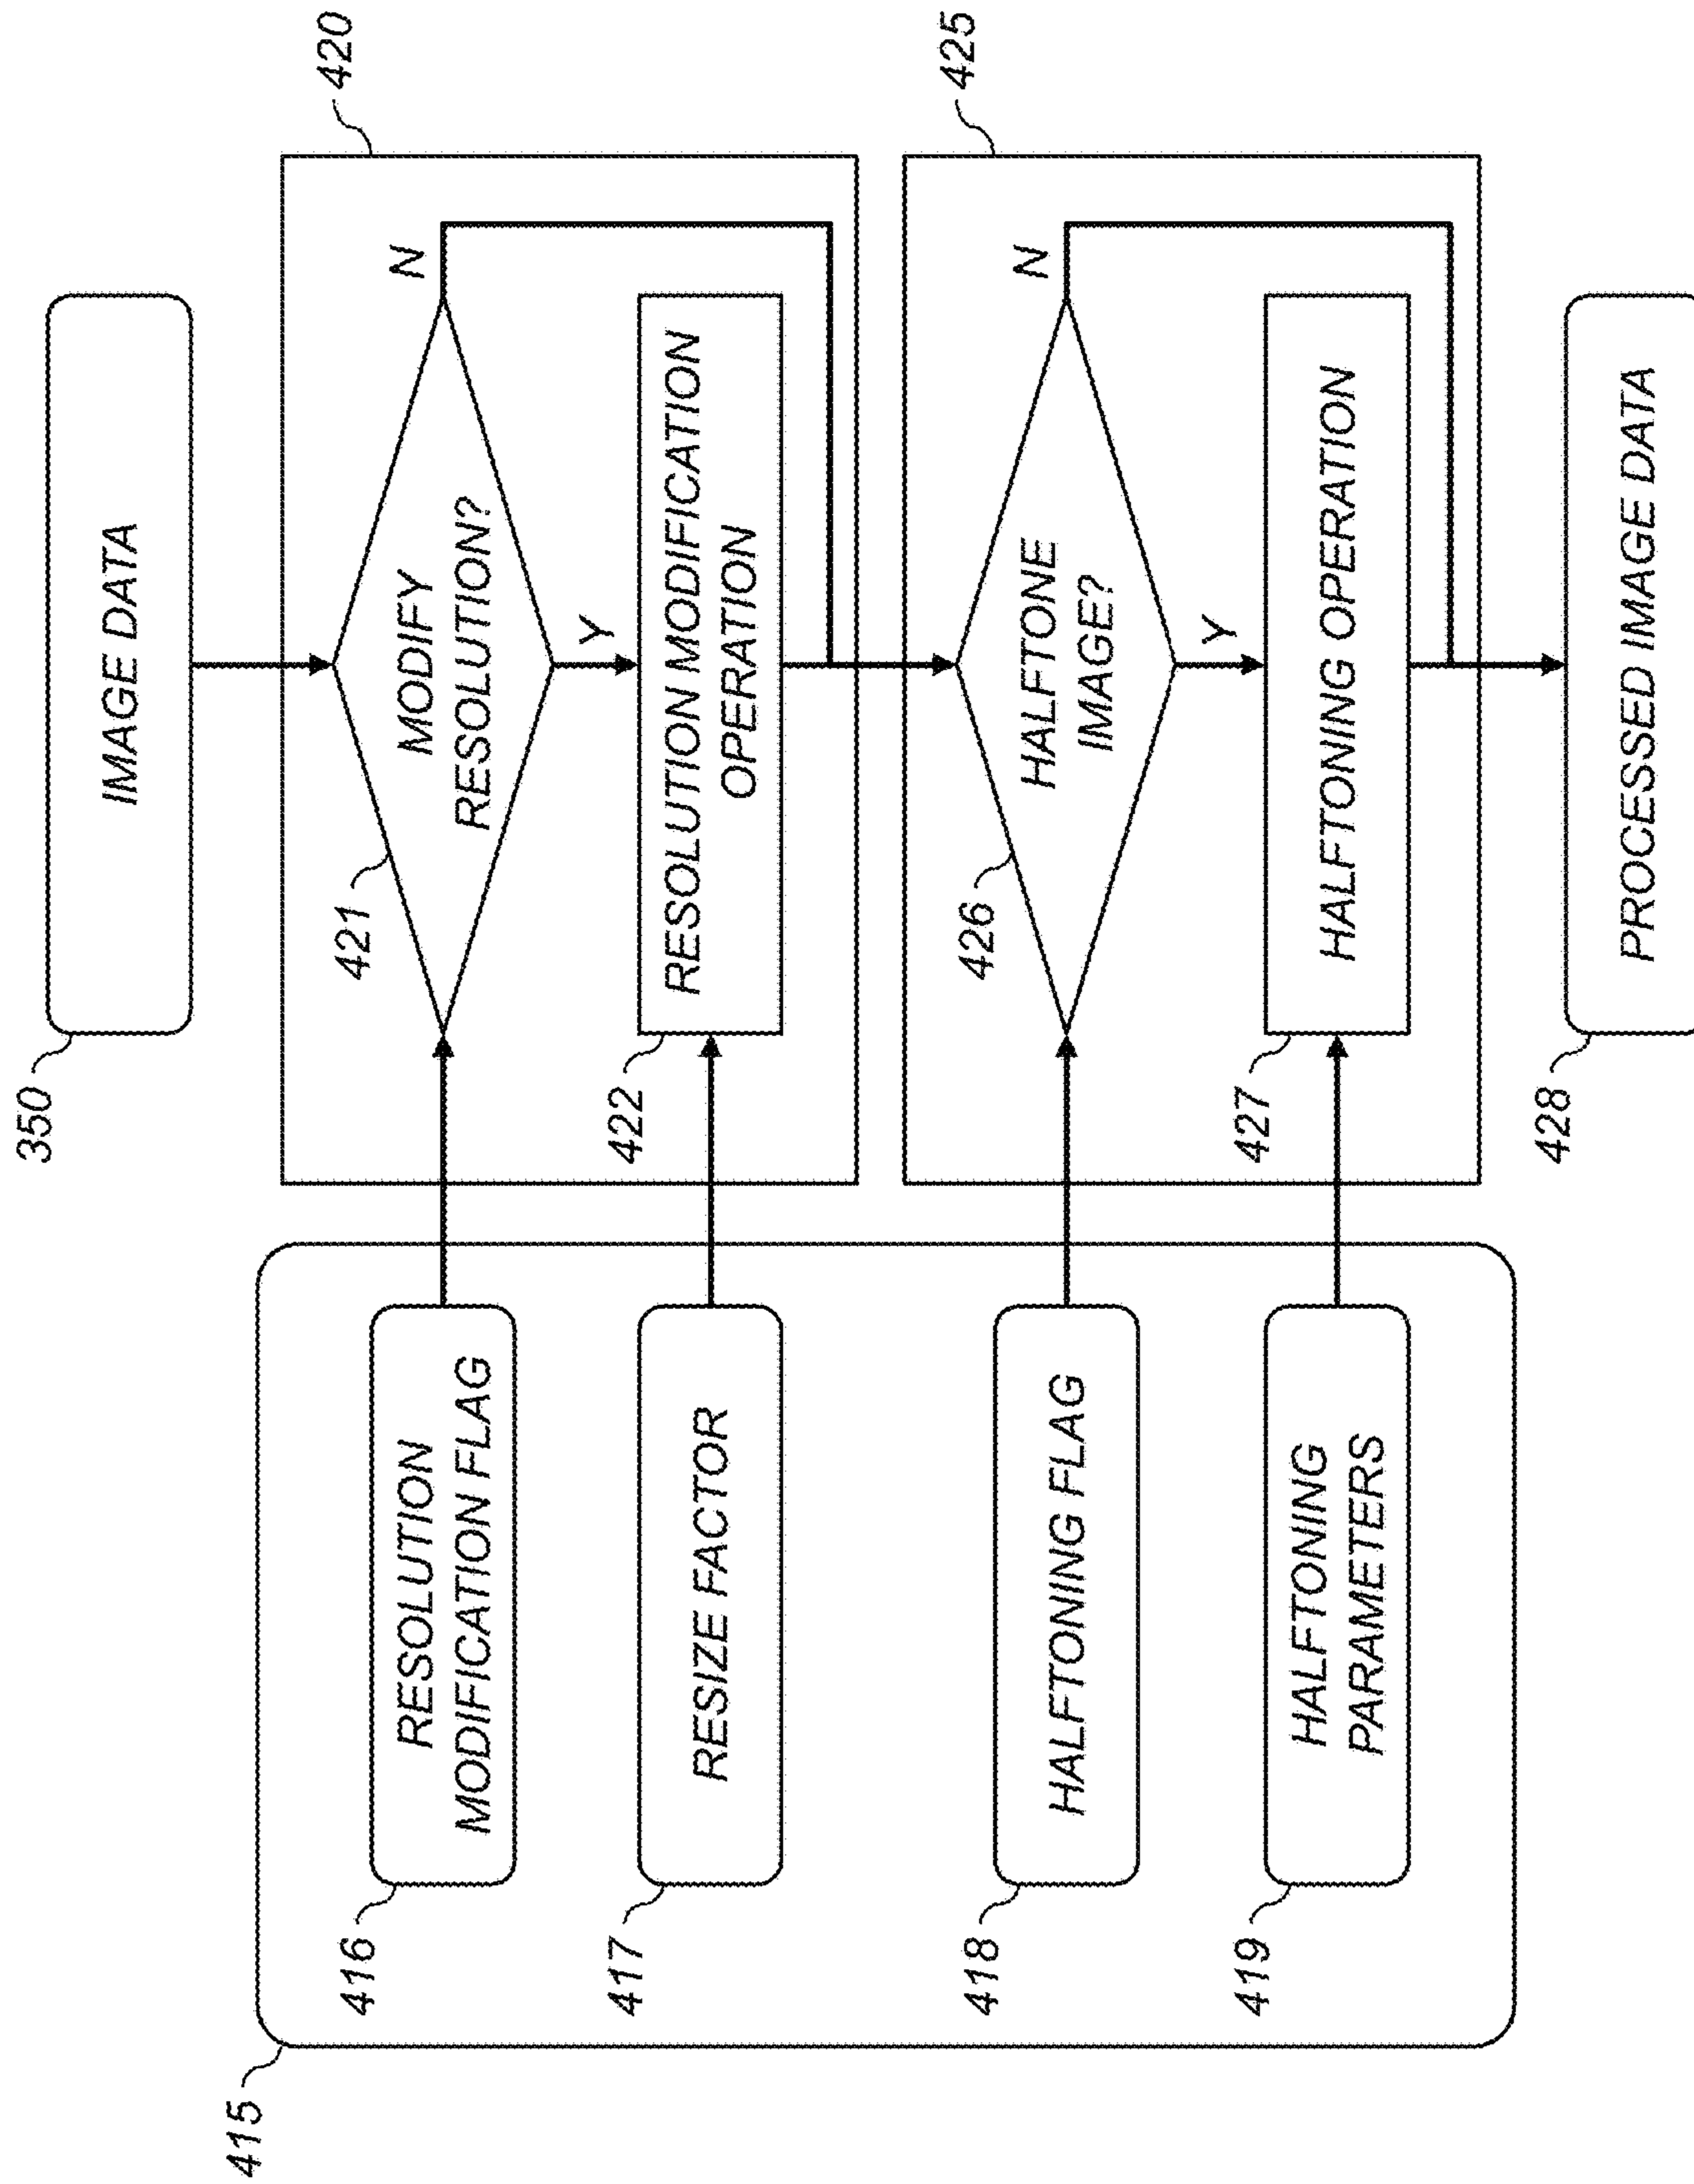 350
IMAGE DATA
420
421
MODIFY
RESOLUTION?
N
Y
422
RESOLUTION MODIFICATION
OPERATION
425
426
HALFTONE
IMAGE?
N
Y
427
HALFTONING OPERATION
428
PROCESSED IMAGE DATA
415
416
RESOLUTION
MODIFICATION FLAG
417
RESIZE FACTOR
418
HALFTONING FLAG
419
HALFTONING
PARAMETERS